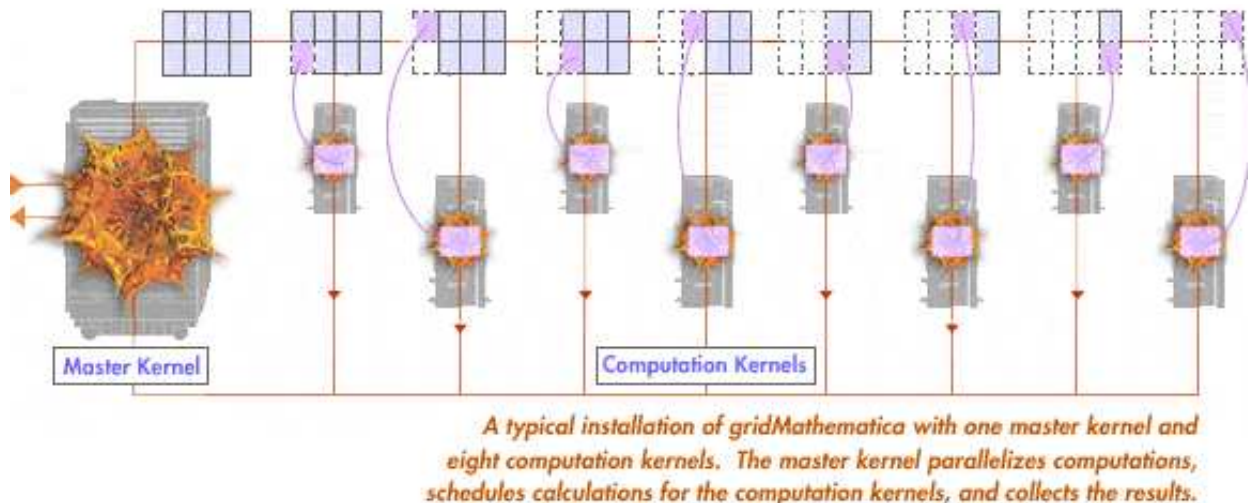 Master Kernel
Computation Kernels
A typical installation of gridMathematica with one master kernel and
eight computation kernels. The master kernel parallelizes computations,
schedules calculations for the computation kernels, and collects the results.